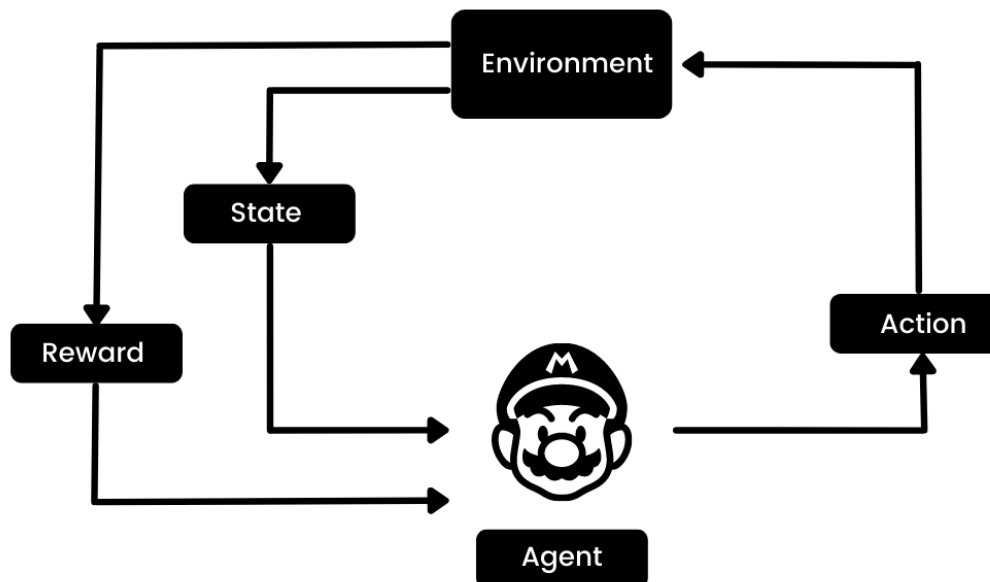 Environment
State
Action
Reward
M
Agent